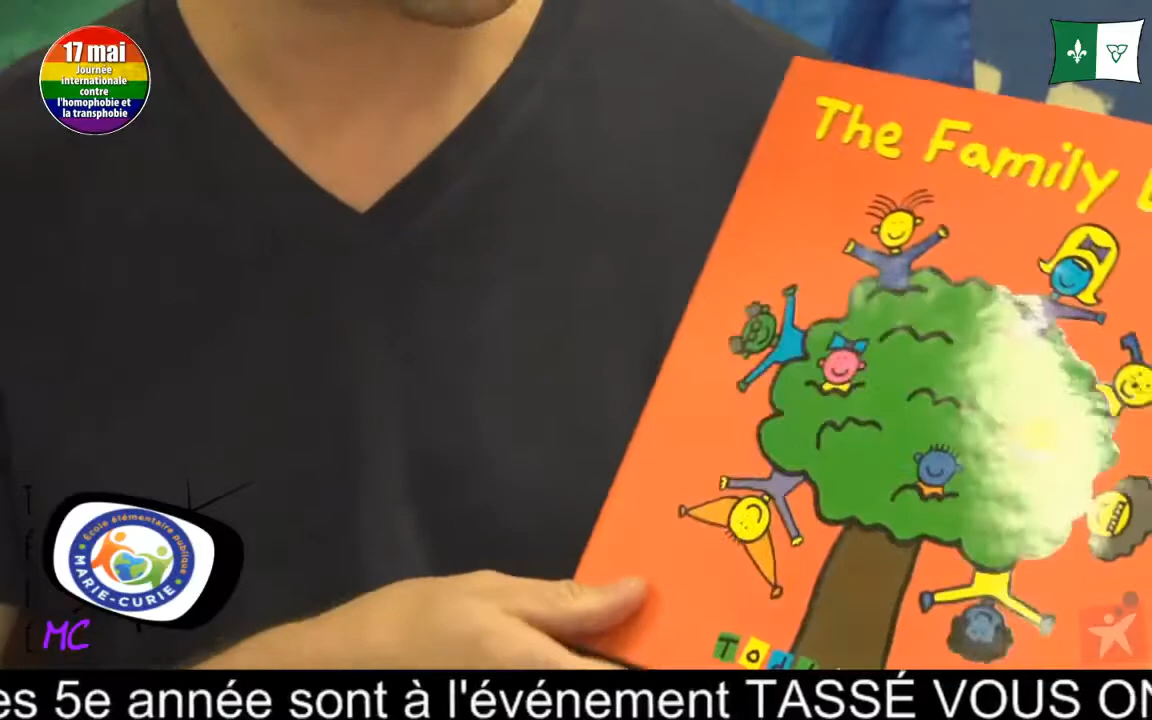 17 mai
Journée
internationale
contre
l'homophobie et
la transphobie
The Family
École élémentaire publique
MARIE-CURIE
MC
Tod
es 5e année sont à l'événement TASSÉ VOUS ON